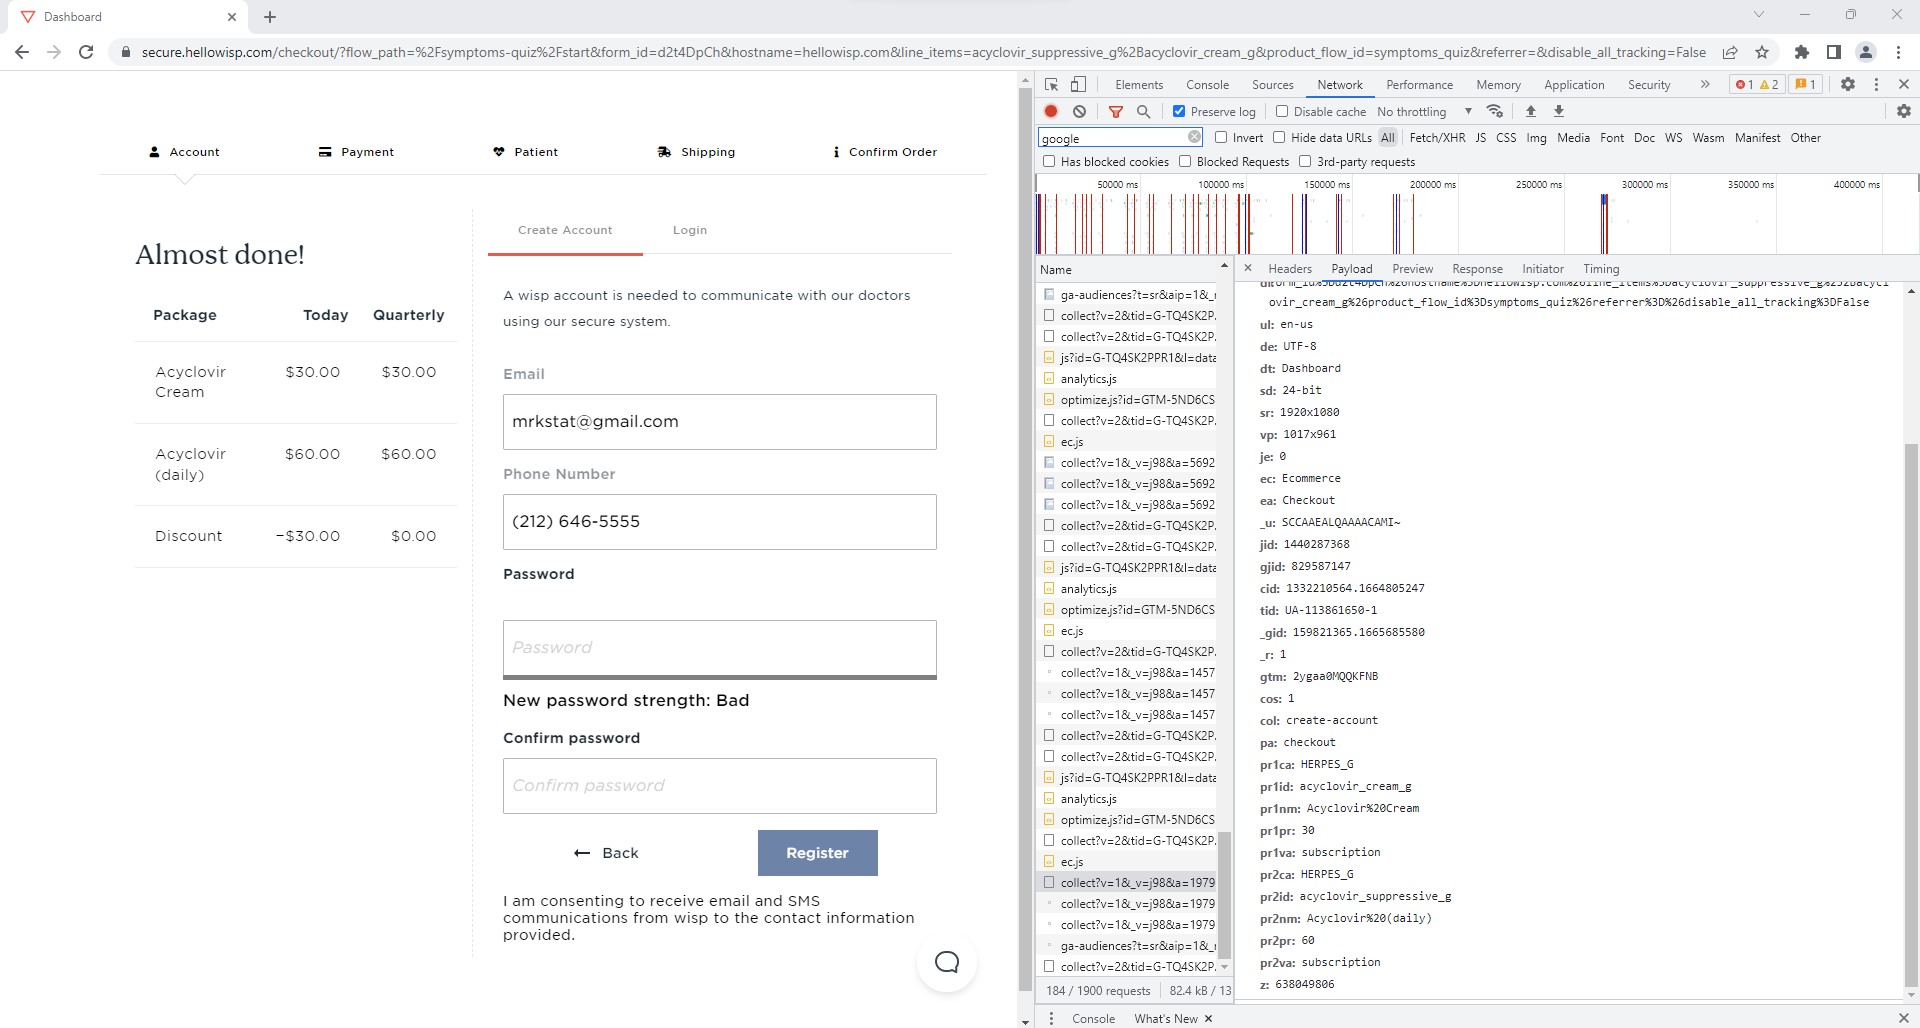 Dashboard
secure.hellowisp.com/checkout/?flow_path=%2Fsymptoms-quiz%2Fstart&form_id=d2t4DpCh&hostname=hellowisp.com&line_items=acyclovir_suppressive_g%2Bacyclovir_cream_g&product_flow_id=symptoms_quiz&referrer=&disable_all_tracking=False
Account
Payment
Patient
Shipping
Confirm Order
Almost done!
Package Today Quarterly
Acyclovir Cream $30.00 $30.00
Acyclovir (daily) $60.00 $60.00
Discount −$30.00 $0.00
Create Account
Login
A wisp account is needed to communicate with our doctors
using our secure system.
Email
mrkstat@gmail.com
Phone Number
(212) 646-5555
Password
Password
New password strength: Bad
Confirm password
Confirm password
Back
Register
I am consenting to receive email and SMS
communications from wisp to the contact information
provided.
Elements Console Sources Network Performance Memory Application Security » 1 2 1
Preserve log Disable cache No throttling
google Invert Hide data URLs All Fetch/XHR JS CSS Img Media Font Doc WS Wasm Manifest Other
Has blocked cookies Blocked Requests 3rd-party requests
50000 ms 100000 ms 150000 ms 200000 ms 250000 ms 300000 ms 350000 ms 400000 ms
Name
ga-audiences?t=sr&aip=1&_
collect?v=2&tid=G-TQ4SK2P
collect?v=2&tid=G-TQ4SK2P
js?id=G-TQ4SK2PPR1&l=data
analytics.js
optimize.js?id=GTM-5ND6CS
collect?v=2&tid=G-TQ4SK2P
ec.js
collect?v=1&_v=j98&a=5692
collect?v=1&_v=j98&a=5692
collect?v=1&_v=j98&a=5692
collect?v=2&tid=G-TQ4SK2P
collect?v=2&tid=G-TQ4SK2P
js?id=G-TQ4SK2PPR1&l=data
analytics.js
optimize.js?id=GTM-5ND6CS
ec.js
collect?v=2&tid=G-TQ4SK2P
collect?v=1&_v=j98&a=1457
collect?v=1&_v=j98&a=1457
collect?v=1&_v=j98&a=1457
collect?v=2&tid=G-TQ4SK2P
collect?v=2&tid=G-TQ4SK2P
js?id=G-TQ4SK2PPR1&l=data
analytics.js
optimize.js?id=GTM-5ND6CS
collect?v=2&tid=G-TQ4SK2P
ec.js
collect?v=1&_v=j98&a=1979
collect?v=1&_v=j98&a=1979
collect?v=1&_v=j98&a=1979
ga-audiences?t=sr&aip=1&_
collect?v=2&tid=G-TQ4SK2P
184 / 1900 requests 82.4 kB / 13
Headers Payload Preview Response Initiator Timing
ovir_cream_g%26product_flow_id%3Dsymptoms_quiz%26referrer%3D%26disable_all_tracking%3DFalse
ul: en-us
de: UTF-8
dt: Dashboard
sd: 24-bit
sr: 1920x1080
vp: 1017x961
je: 0
ec: Ecommerce
ea: Checkout
_u: SCCAAEALQAAAACAMI~
jid: 1440287368
gjid: 829587147
cid: 1332210564.1664805247
tid: UA-113861650-1
_gid: 159821365.1665685580
_r: 1
gtm: 2ygaa0MQQKFNB
cos: 1
col: create-account
pa: checkout
pr1ca: HERPES_G
pr1id: acyclovir_cream_g
pr1nm: Acyclovir%20Cream
pr1pr: 30
pr1va: subscription
pr2ca: HERPES_G
pr2id: acyclovir_suppressive_g
pr2nm: Acyclovir%20(daily)
pr2pr: 60
pr2va: subscription
z: 638049806
Console What's New